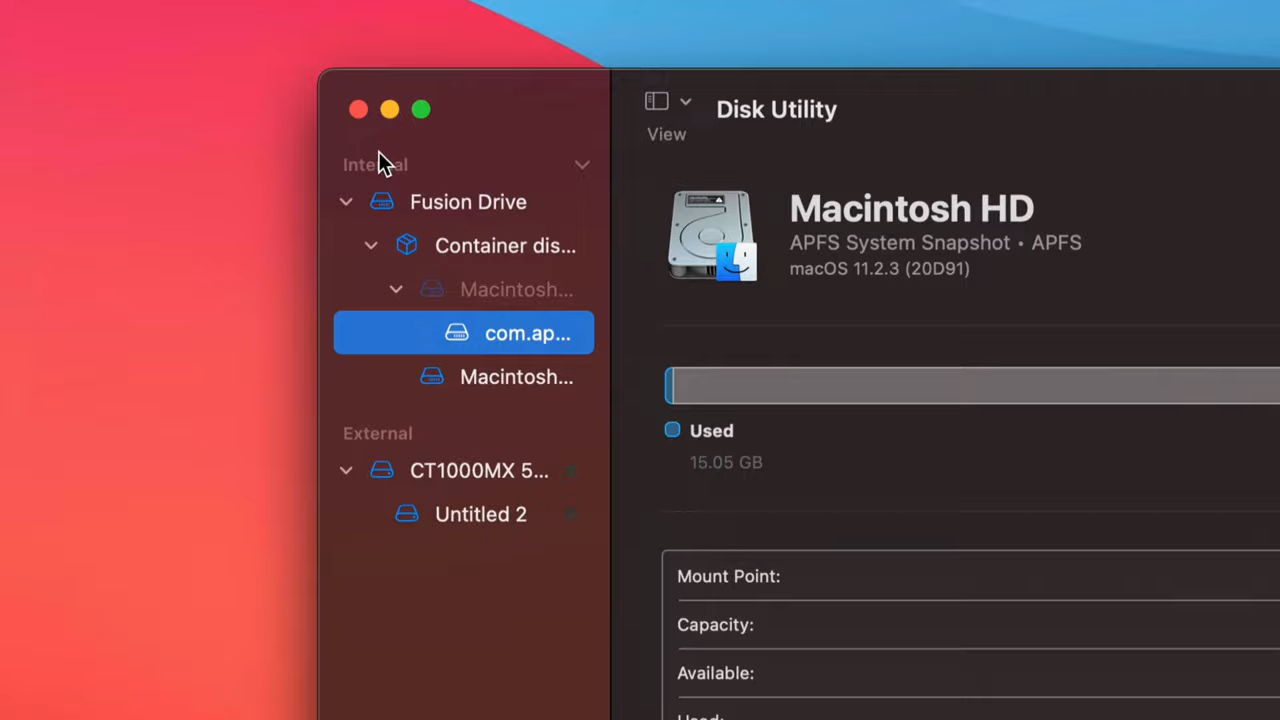 Disk Utility
View
Internal
Fusion Drive
Container dis...
Macintosh...
com.ap...
Macintosh...
External
CT1000MX 5...
Untitled 2
Macintosh HD
APFS System Snapshot • APFS
macOS 11.2.3 (20D91)
Used
15.05 GB
Mount Point:
Capacity:
Available:
Used: